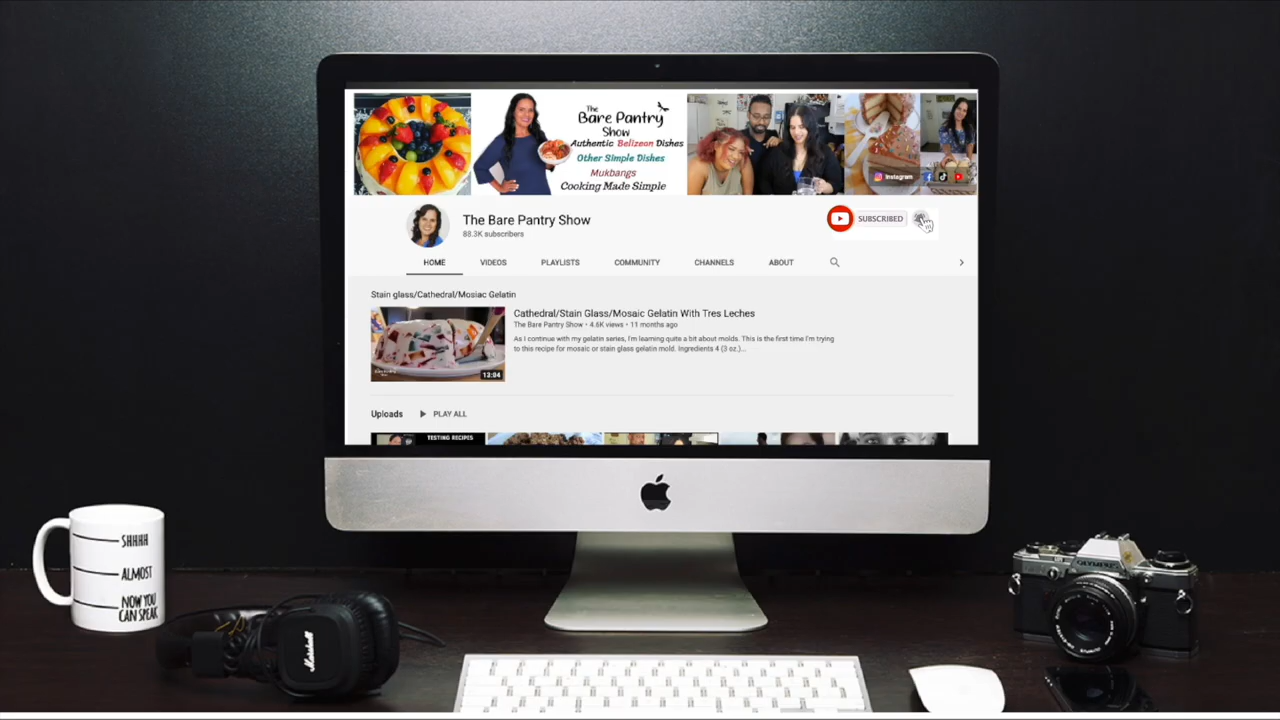 The
Bare Pantry
Show
Authentic Belizean Dishes
Other Simple Dishes
Mukbangs
Cooking Made Simple
Instagram
The Bare Pantry Show
88.3K subscribers
SUBSCRIBED
HOME VIDEOS PLAYLISTS COMMUNITY CHANNELS ABOUT
Stain glass/Cathedral/Mosiac Gelatin
Cathedral/Stain Glass/Mosaic Gelatin With Tres Leches
The Bare Pantry Show • 4.6K views • 11 months ago
As I continue with my gelatin series, I'm learning quite a bit about molds. This is the first time I'm trying
to this recipe for mosaic or stain glass gelatin mold. Ingredients 4 (3 oz.)...
13:04
Uploads PLAY ALL
TESTING RECIPES
SHHHH
ALMOST
NOW YOU
CAN SPEAK
Marshall
OLYMPUS